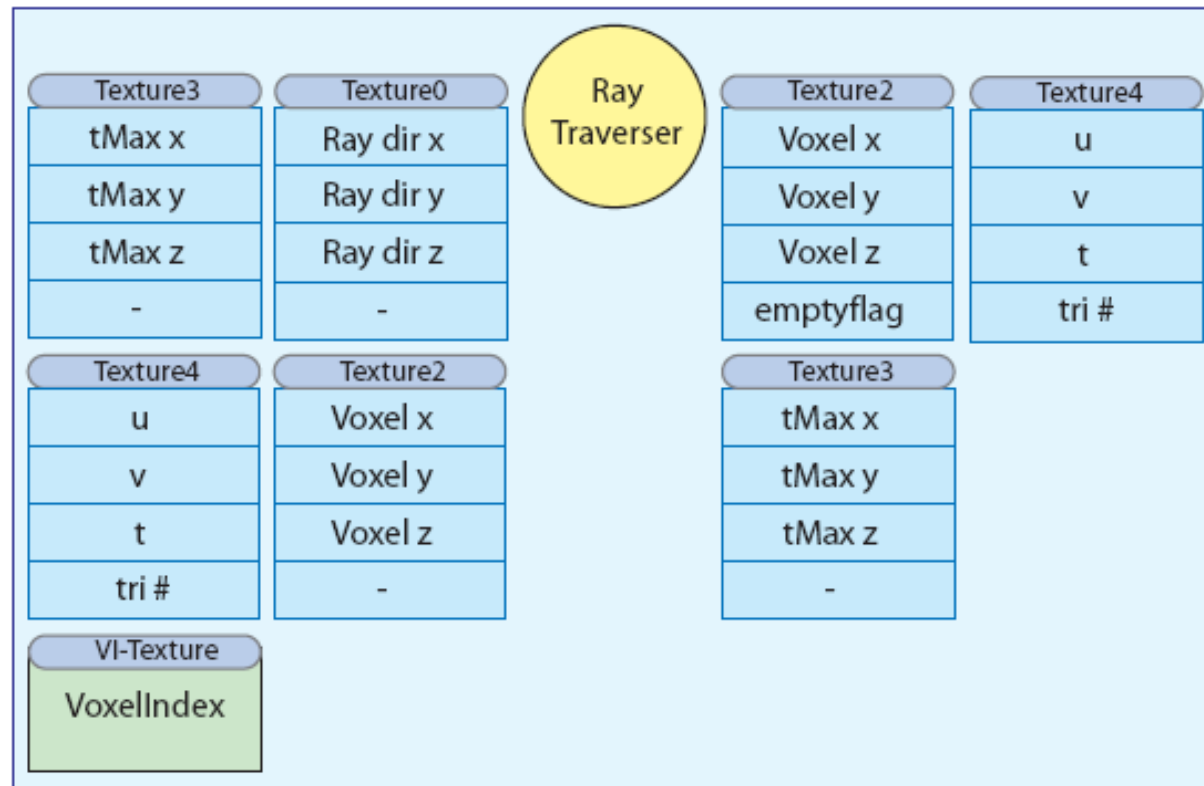 Texture3
tMax x
tMax y
tMax z
-
Texture0
Ray dir x
Ray dir y
Ray dir z
-
Ray
Traverser
Texture2
Voxel x
Voxel y
Voxel z
emptyflag
Texture4
u
v
t
tri #
Texture4
u
v
t
tri #
Texture2
Voxel x
Voxel y
Voxel z
-
Texture3
tMax x
tMax y
tMax z
-
VI-Texture
VoxelIndex